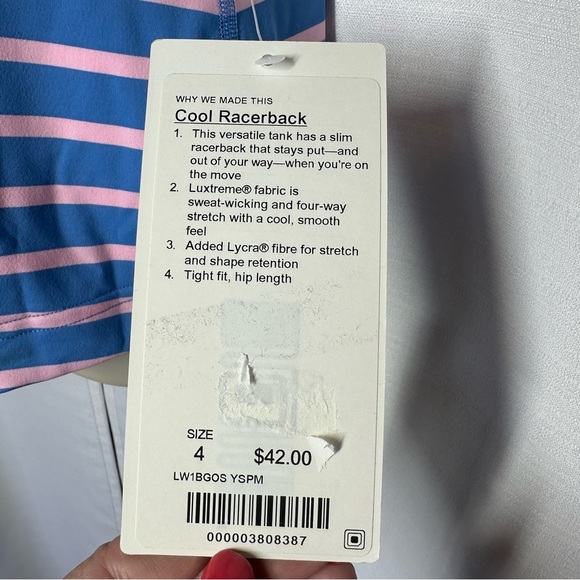 WHY WE MADE THIS
Cool Racerback
1. This versatile tank has a slim
racerback that stays put—and
out of your way—when you're on
the move
2. Luxtreme® fabric is
sweat-wicking and four-way
stretch with a cool, smooth
feel
3. Added Lycra® fibre for stretch
and shape retention
4. Tight fit, hip length
SIZE
4 $42.00
LW1BGOS YSPM
000003808387